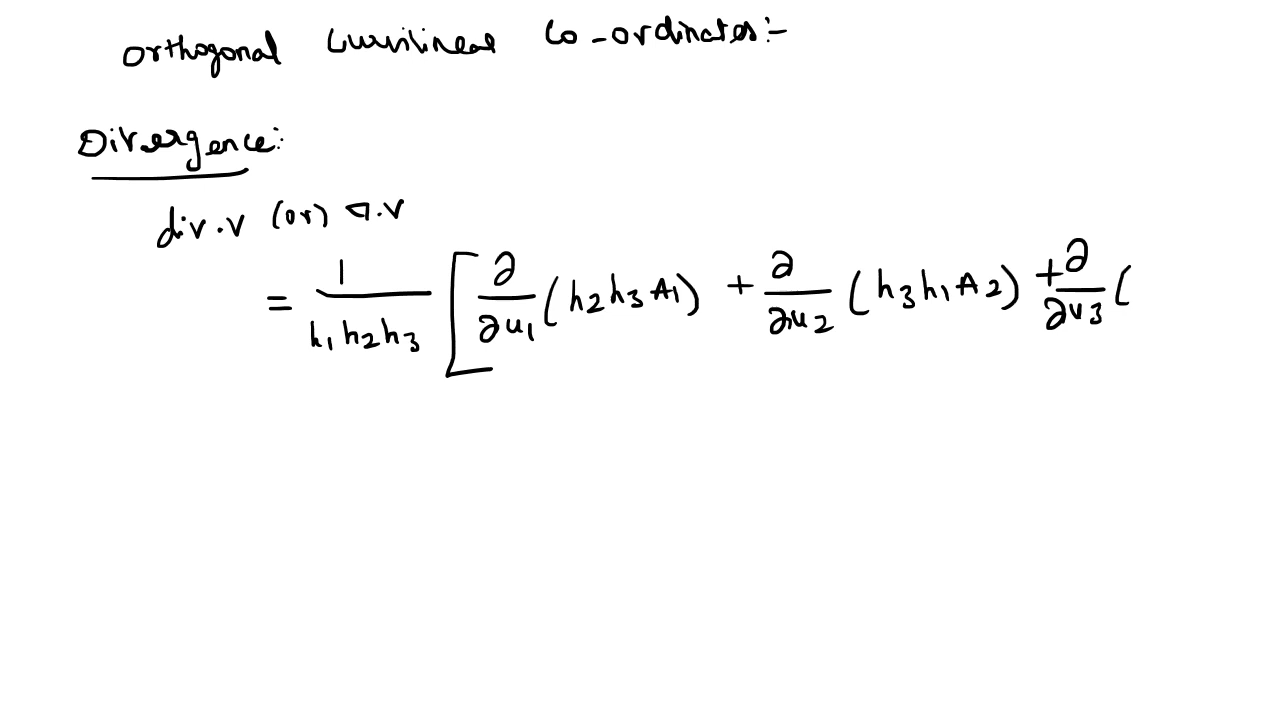 Orthogonal Curvilinear Co-ordinates:-
Divergence:
div.v (or) ∇.v
= 1/(h1h2h3) [ ∂/∂u1 (h2h3A1) + ∂/∂u2 (h3h1A2) + ∂/∂u3 (